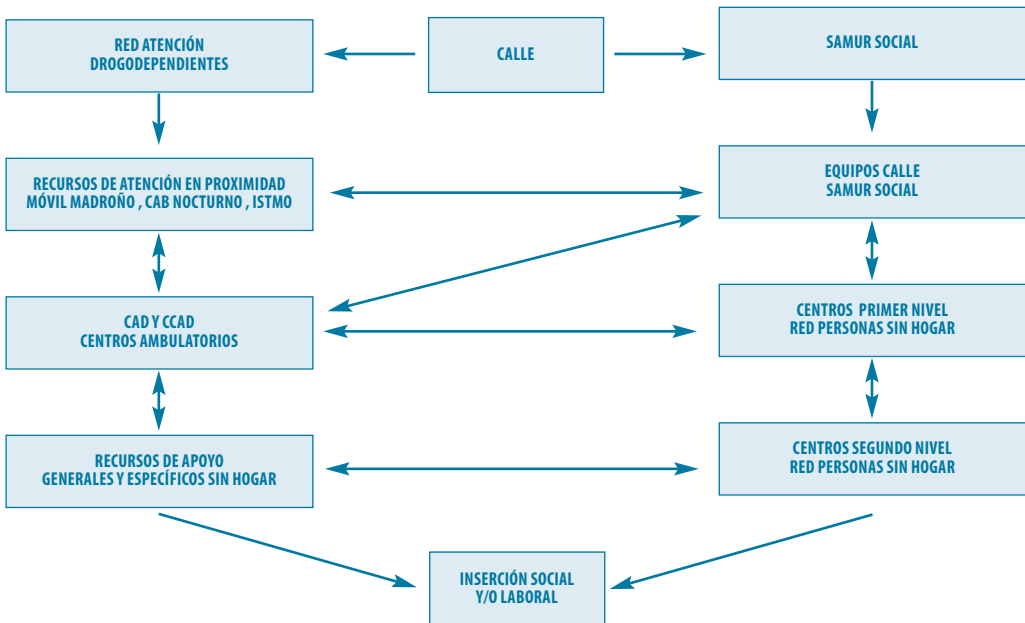 RED ATENCIÓN
DROGODEPENDIENTES
CALLE
SAMUR SOCIAL
RECURSOS DE ATENCIÓN EN PROXIMIDAD
MÓVIL MADROÑO , CAB NOCTURNO , ISTMO
EQUIPOS CALLE
SAMUR SOCIAL
CAD Y CCAD
CENTROS AMBULATORIOS
CENTROS PRIMER NIVEL
RED PERSONAS SIN HOGAR
RECURSOS DE APOYO
GENERALES Y ESPECÍFICOS SIN HOGAR
CENTROS SEGUNDO NIVEL
RED PERSONAS SIN HOGAR
INSERCIÓN SOCIAL
Y/O LABORAL